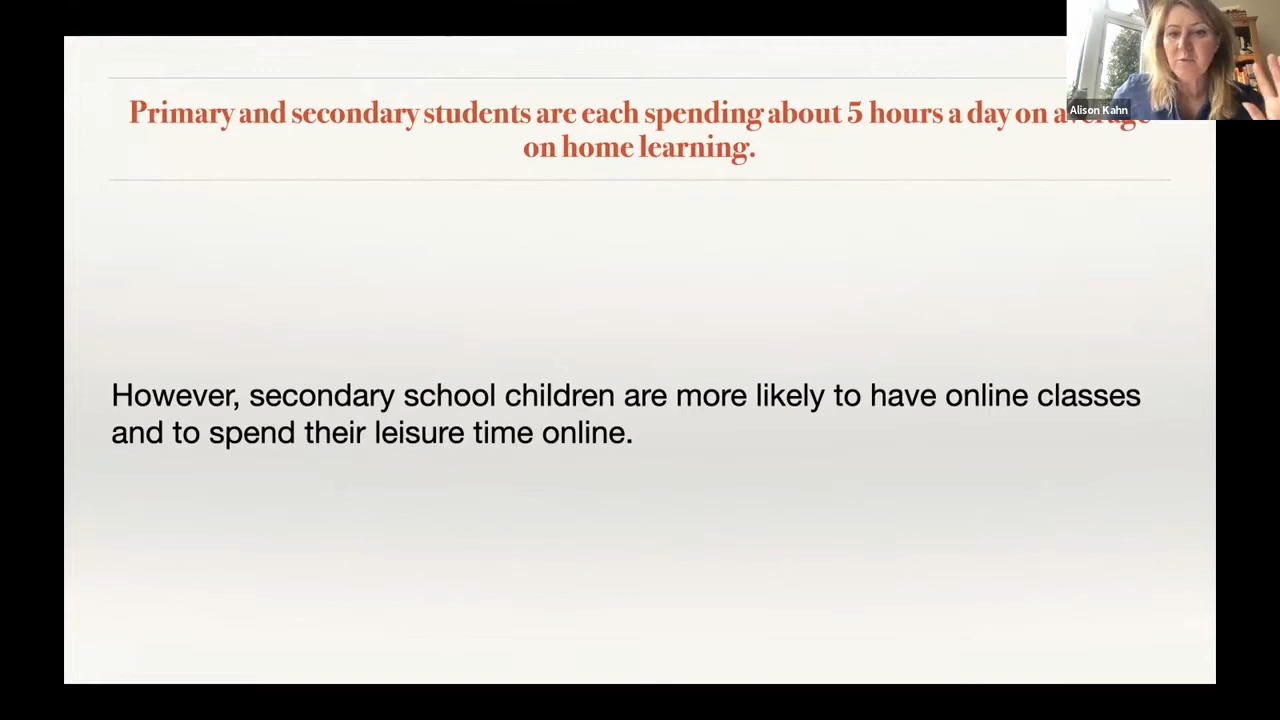 Primary and secondary students are each spending about 5 hours a day on average
on home learning.
However, secondary school children are more likely to have online classes
and to spend their leisure time online.
Alison Kahn